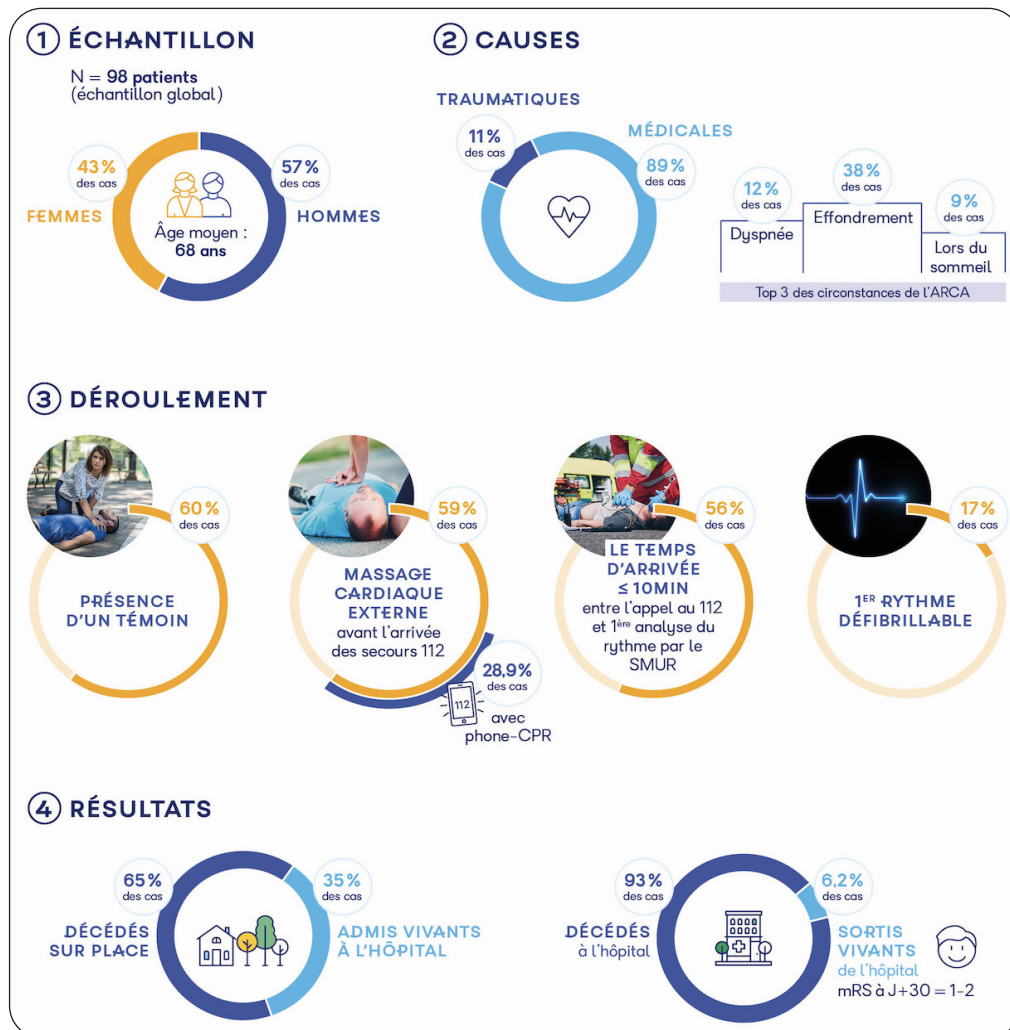 ① ÉCHANTILLON
N = 98 patients
(échantillon global)
43%
des cas
57%
des cas
FEMMES
HOMMES
Âge moyen :
68 ans
② CAUSES
TRAUMATIQUES
11%
des cas
MÉDICALES
89%
des cas
12%
des cas
Dyspnée
38%
des cas
Effondrement
9%
des cas
Lors du
sommeil
Top 3 des circonstances de l'ARCA
③ DÉROULEMENT
60%
des cas
PRÉSENCE
D'UN TÉMOIN
59%
des cas
MASSAGE
CARDIAQUE
EXTERNE
avant l'arrivée
des secours 112
28,9%
des cas
112
avec
phone-CPR
56%
des cas
LE TEMPS
D'ARRIVÉE
≤ 10MIN
entre l'appel au 112
et 1ère analyse du
rythme par le
SMUR
17%
des cas
1ER RYTHME
DÉFIBRILLABLE
④ RÉSULTATS
65%
des cas
35%
des cas
DÉCÉDÉS
SUR PLACE
ADMIS VIVANTS
À L'HÔPITAL
93%
des cas
6,2%
des cas
DÉCÉDÉS
à l'hôpital
SORTIS
VIVANTS
de l'hôpital
mRS à J+30 = 1-2